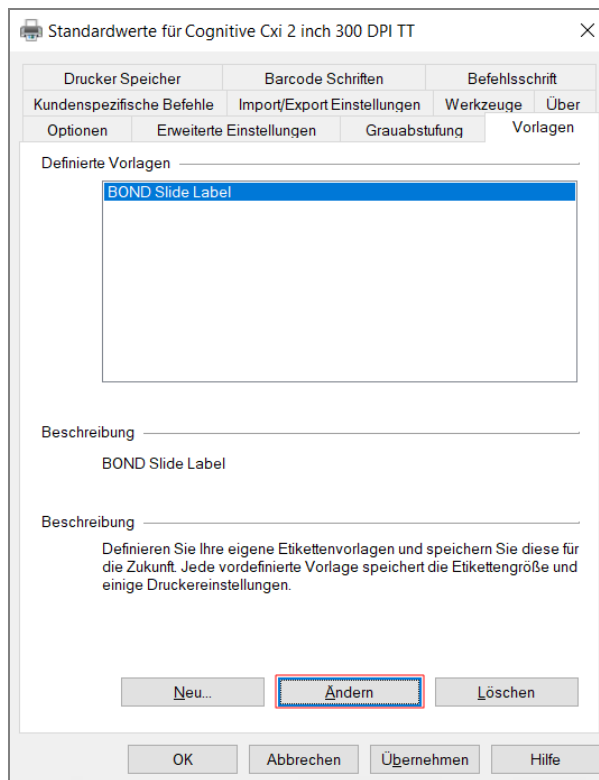 Standardwerte für Cognitive Cxi 2 inch 300 DPI TT
Drucker Speicher Barcode Schriften Befehlsschrift
Kundenspezifische Befehle Import/Export Einstellungen Werkzeuge Über
Optionen Erweiterte Einstellungen Grauabstufung Vorlagen
Definierte Vorlagen
BOND Slide Label
Beschreibung
BOND Slide Label
Beschreibung
Definieren Sie Ihre eigene Etikettenvorlagen und speichern Sie diese für
die Zukunft. Jede vordefinierte Vorlage speichert die Etikettengröße und
einige Druckereinstellungen.
Neu... Ändern Löschen
OK Abbrechen Übernehmen Hilfe